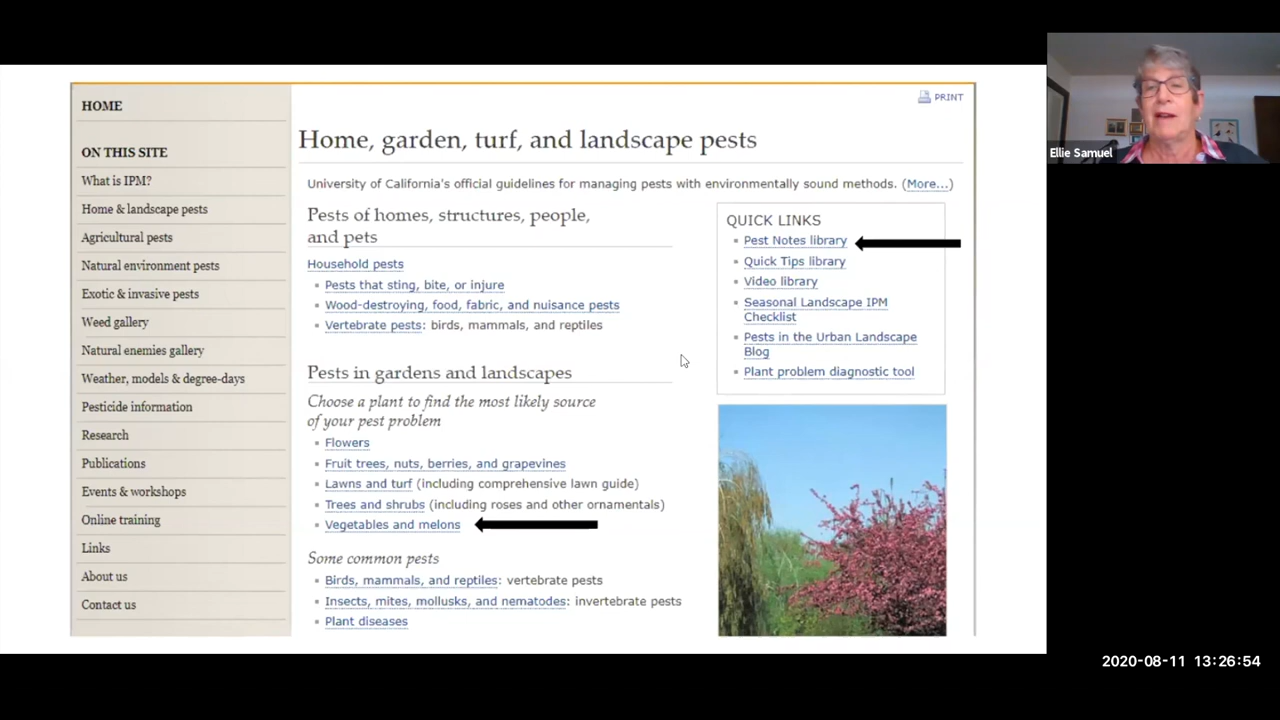 HOME
ON THIS SITE
What is IPM?
Home & landscape pests
Agricultural pests
Natural environment pests
Exotic & invasive pests
Weed gallery
Natural enemies gallery
Weather, models & degree-days
Pesticide information
Research
Publications
Events & workshops
Online training
Links
About us
Contact us
PRINT
Home, garden, turf, and landscape pests
University of California's official guidelines for managing pests with environmentally sound methods. (More...)
Pests of homes, structures, people,
and pets
Household pests
Pests that sting, bite, or injure
Wood-destroying, food, fabric, and nuisance pests
Vertebrate pests: birds, mammals, and reptiles
Pests in gardens and landscapes
Choose a plant to find the most likely source
of your pest problem
Flowers
Fruit trees, nuts, berries, and grapevines
Lawns and turf (including comprehensive lawn guide)
Trees and shrubs (including roses and other ornamentals)
Vegetables and melons
Some common pests
Birds, mammals, and reptiles: vertebrate pests
Insects, mites, mollusks, and nematodes: invertebrate pests
Plant diseases
QUICK LINKS
Pest Notes library
Quick Tips library
Video library
Seasonal Landscape IPM
Checklist
Pests in the Urban Landscape
Blog
Plant problem diagnostic tool
Ellie Samuel
2020-08-11 13:26:54